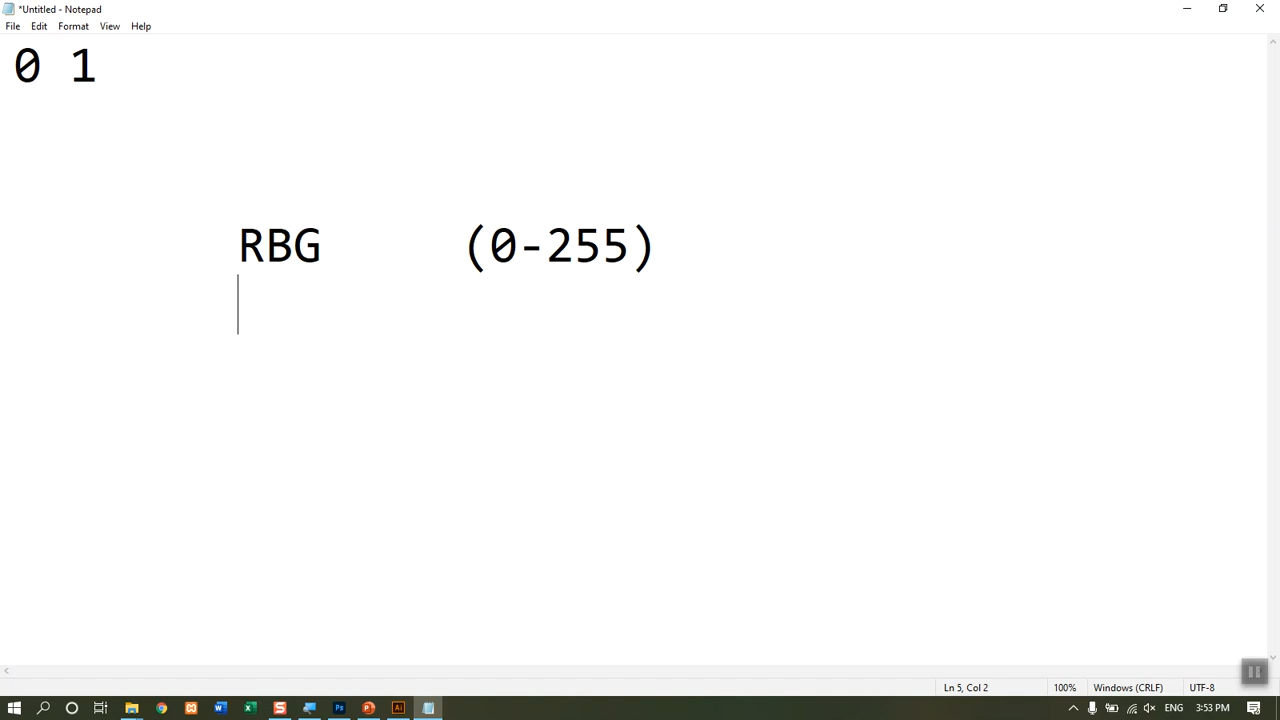 *Untitled - Notepad
File Edit Format View Help
0 1
RBG (0-255)
Ln 5, Col 2 100% Windows (CRLF) UTF-8
ENG 3:53 PM